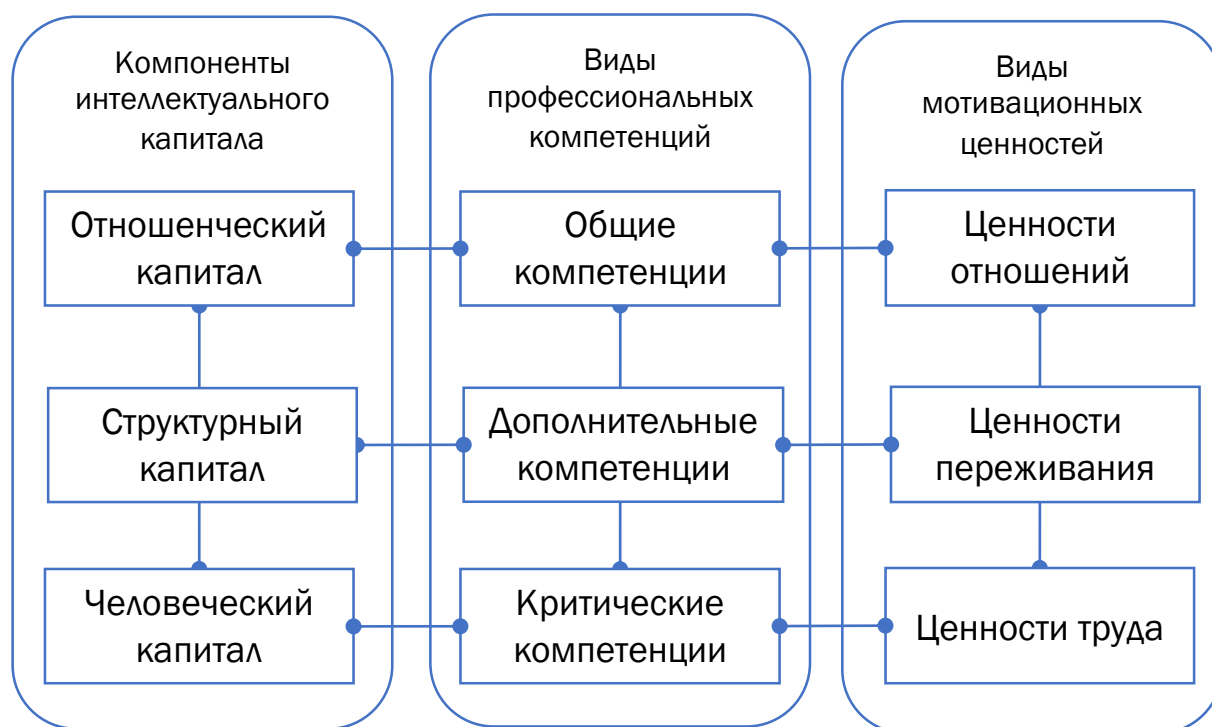 Компоненты
интеллектуального
капитала
Виды
профессиональных
компетенций
Виды
мотивационных
ценностей
Отношенческий
капитал
Общие
компетенции
Ценности
отношений
Структурный
капитал
Дополнительные
компетенции
Ценности
переживания
Человеческий
капитал
Критические
компетенции
Ценности труда